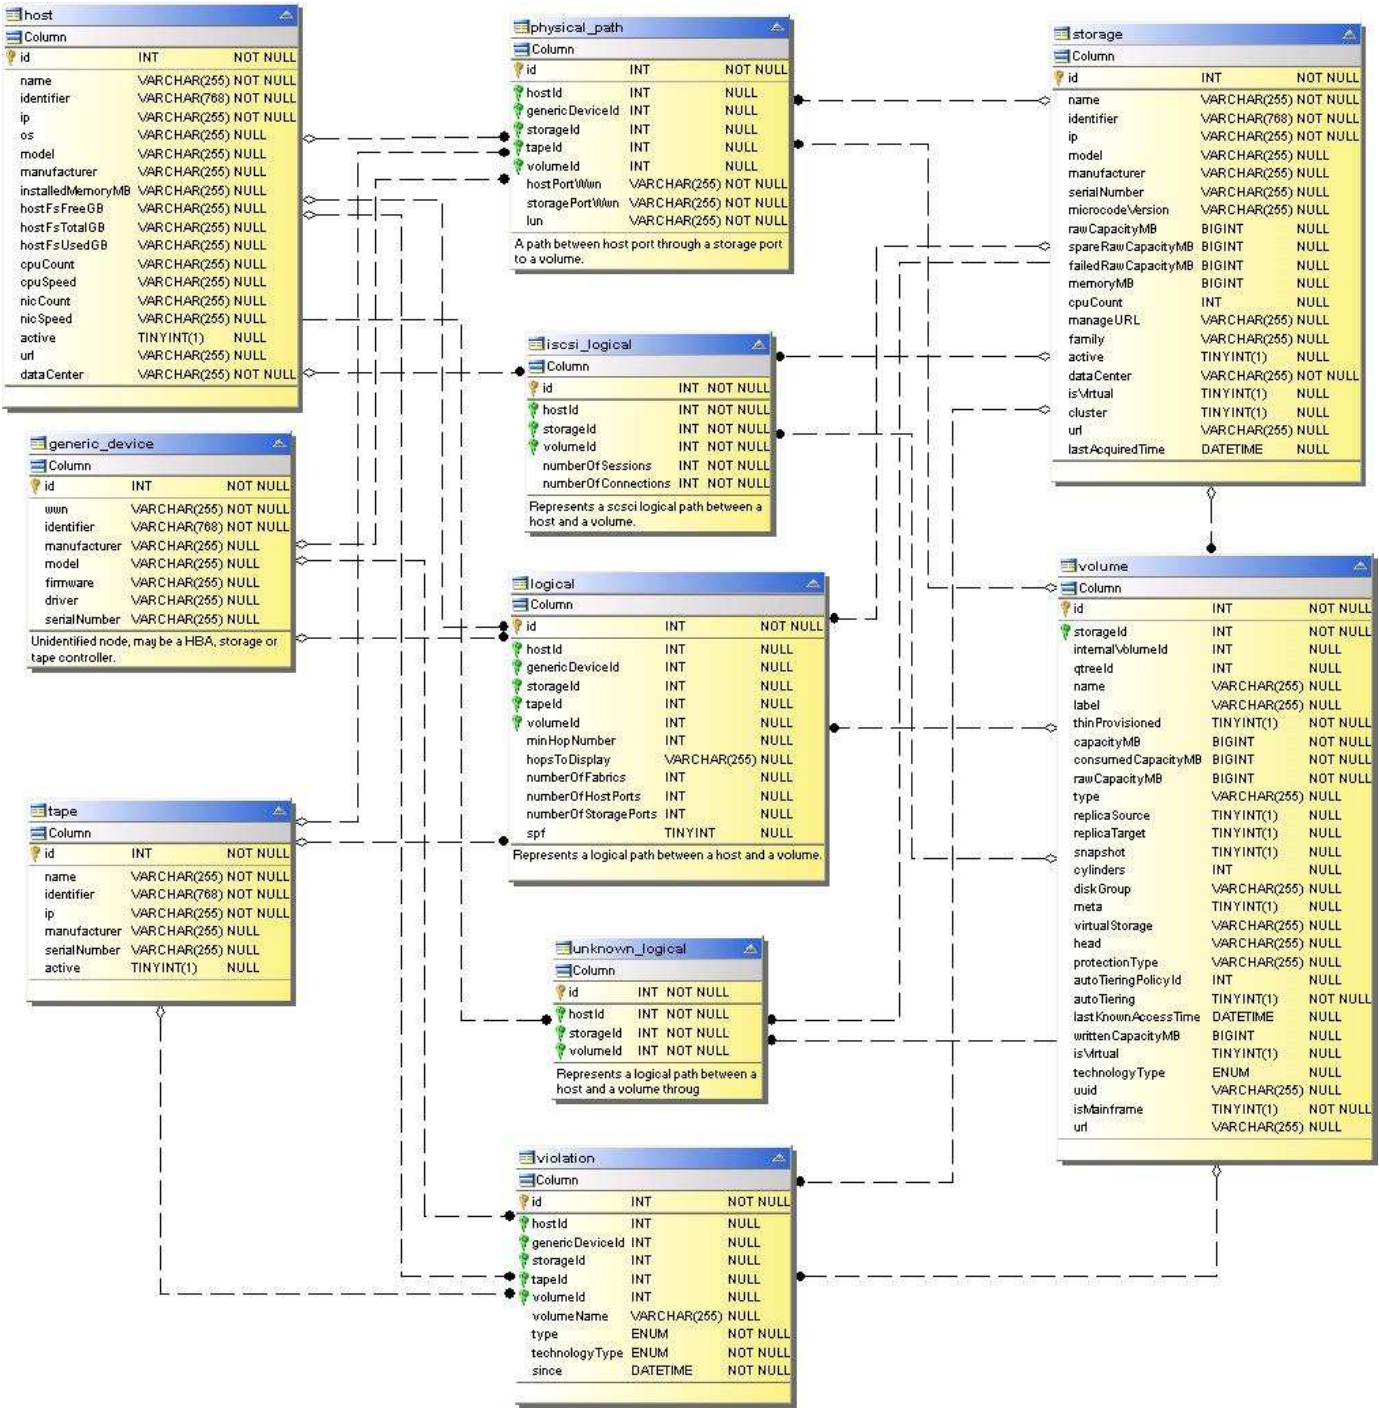 host
Column
id INT NOT NULL
name VARCHAR(255) NOT NULL
identifier VARCHAR(768) NOT NULL
ip VARCHAR(255) NOT NULL
os VARCHAR(255) NULL
model VARCHAR(255) NULL
manufacturer VARCHAR(255) NULL
installedMemoryMB VARCHAR(255) NULL
hostFsFreeGB VARCHAR(255) NULL
hostFsTotalGB VARCHAR(255) NULL
hostFsUsedGB VARCHAR(255) NULL
cpuCount VARCHAR(255) NULL
cpuSpeed VARCHAR(255) NULL
nicCount VARCHAR(255) NULL
nicSpeed VARCHAR(255) NULL
active TINYINT(1) NULL
url VARCHAR(255) NULL
dataCenter VARCHAR(255) NOT NULL
generic_device
Column
id INT NOT NULL
wwn VARCHAR(255) NOT NULL
identifier VARCHAR(768) NOT NULL
manufacturer VARCHAR(255) NULL
model VARCHAR(255) NULL
firmware VARCHAR(255) NULL
driver VARCHAR(255) NULL
serialNumber VARCHAR(255) NULL
Unidentified node, may be a HBA, storage or
tape controller.
tape
Column
id INT NOT NULL
name VARCHAR(255) NOT NULL
identifier VARCHAR(768) NOT NULL
ip VARCHAR(255) NOT NULL
manufacturer VARCHAR(255) NULL
serialNumber VARCHAR(255) NULL
active TINYINT(1) NULL
physical_path
Column
id INT NOT NULL
hostId INT NULL
genericDeviceId INT NULL
storageId INT NULL
tapeId INT NULL
volumeId INT NULL
hostPortWwn VARCHAR(255) NOT NULL
storagePortWwn VARCHAR(255) NOT NULL
lun VARCHAR(255) NOT NULL
A path between host port through a storage port
to a volume.
iscsi_logical
Column
id INT NOT NULL
hostId INT NOT NULL
storageId INT NOT NULL
volumeId INT NOT NULL
numberOfSessions INT NOT NULL
numberOfConnections INT NOT NULL
Represents a scsci logical path between a
host and a volume.
logical
Column
id INT NOT NULL
hostId INT NULL
genericDeviceId INT NULL
storageId INT NULL
tapeId INT NULL
volumeId INT NULL
minHopNumber INT NULL
hopsToDisplay VARCHAR(255) NULL
numberOfFabrics INT NULL
numberOfHostPorts INT NULL
numberOfStoragePorts INT NULL
spf TINYINT NULL
Represents a logical path between a host and a volume.
unknown_logical
Column
id INT NOT NULL
hostId INT NOT NULL
storageId INT NOT NULL
volumeId INT NOT NULL
Represents a logical path between a
host and a volume throug
violation
Column
id INT NOT NULL
hostId INT NULL
genericDeviceId INT NULL
storageId INT NULL
tapeId INT NULL
volumeId INT NULL
volumeName VARCHAR(255) NULL
type ENUM NOT NULL
technologyType ENUM NOT NULL
since DATETIME NOT NULL
storage
Column
id INT NOT NULL
name VARCHAR(255) NOT NULL
identifier VARCHAR(768) NOT NULL
ip VARCHAR(255) NOT NULL
model VARCHAR(255) NULL
manufacturer VARCHAR(255) NULL
serialNumber VARCHAR(255) NULL
microcodeVersion VARCHAR(255) NULL
rawCapacityMB BIGINT NULL
spareRawCapacityMB BIGINT NULL
failedRawCapacityMB BIGINT NULL
memoryMB BIGINT NULL
cpuCount INT NULL
manageURL VARCHAR(255) NULL
family VARCHAR(255) NULL
active TINYINT(1) NULL
dataCenter VARCHAR(255) NOT NULL
isVirtual TINYINT(1) NULL
cluster TINYINT(1) NULL
url VARCHAR(255) NULL
lastAcquiredTime DATETIME NULL
volume
Column
id INT NOT NULL
storageId INT NOT NULL
internalVolumeId INT NULL
qtreeId INT NULL
name VARCHAR(255) NULL
label VARCHAR(255) NULL
thinProvisioned TINYINT(1) NOT NULL
capacityMB BIGINT NOT NULL
consumedCapacityMB BIGINT NOT NULL
rawCapacityMB BIGINT NOT NULL
type VARCHAR(255) NULL
replicaSource TINYINT(1) NULL
replicaTarget TINYINT(1) NULL
snapshot TINYINT(1) NULL
cylinders INT NULL
diskGroup VARCHAR(255) NULL
meta TINYINT(1) NULL
virtualStorage VARCHAR(255) NULL
head VARCHAR(255) NULL
protectionType VARCHAR(255) NULL
autoTieringPolicyId INT NULL
autoTiering TINYINT(1) NOT NULL
lastKnownAccessTime DATETIME NULL
writtenCapacityMB BIGINT NULL
isVirtual TINYINT(1) NULL
technologyType ENUM NULL
uuid VARCHAR(255) NULL
isMainframe TINYINT(1) NOT NULL
url VARCHAR(255) NULL